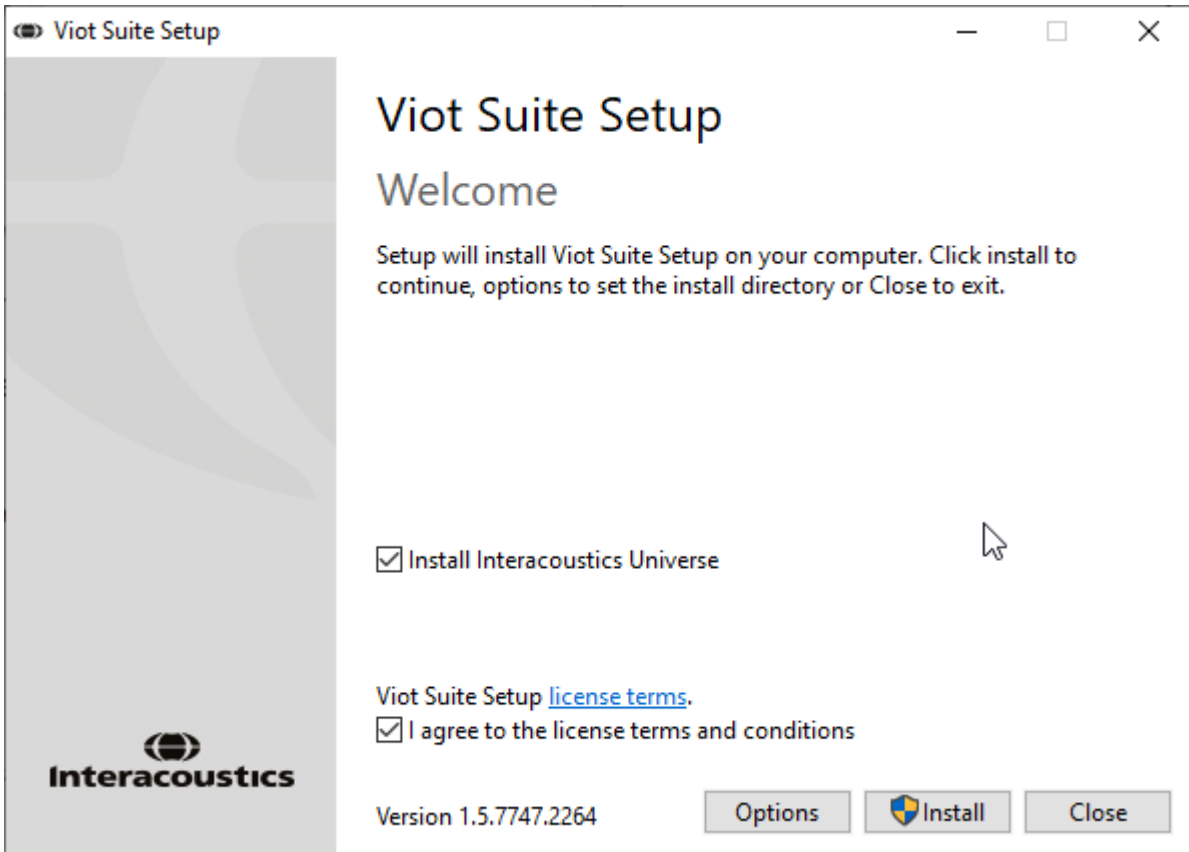 Viot Suite Setup
Viot Suite Setup
Welcome
Setup will install Viot Suite Setup on your computer. Click install to
continue, options to set the install directory or Close to exit.
Install Interacoustics Universe
Viot Suite Setup license terms.
I agree to the license terms and conditions
Interacoustics
Version 1.5.7747.2264
Options
Install
Close